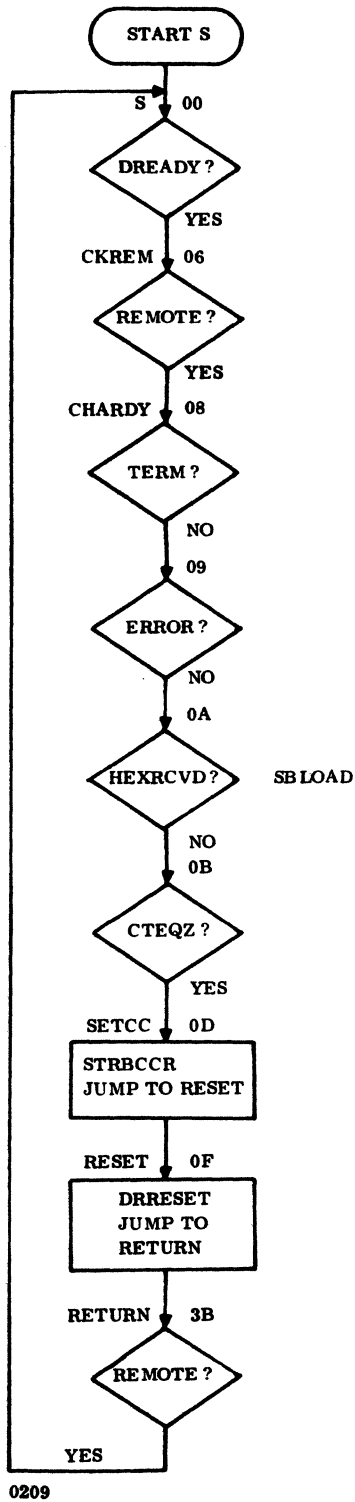 START S
S 00
DREADY?
YES
CKREM 06
REMOTE?
YES
CHARDY 08
TERM?
NO
09
ERROR?
NO
0A
HEXRCVD? SBLOAD
NO
0B
CTEQZ?
YES
SETCC 0D
STRBCCR
JUMP TO RESET
RESET 0F
DRRESET
JUMP TO
RETURN
RETURN 3B
REMOTE?
YES
0209